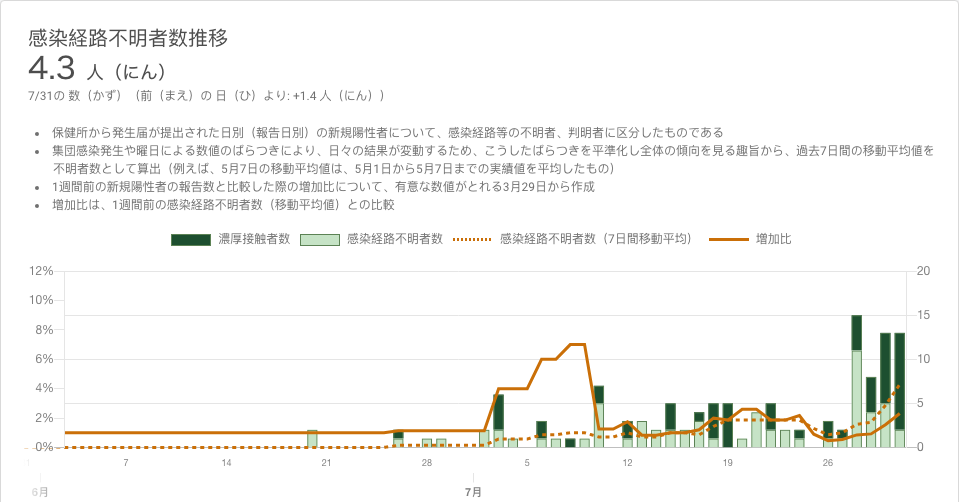 感染経路不明者数推移
4.3 人（にん）
7/31の 数（かず）（前（まえ）の 日（ひ）より: +1.4 人（にん））
• 保健所から発生届が提出された日別（報告日別）の新規陽性者について、感染経路等の不明者、判明者に区分したものである
• 集団感染発生や曜日による数値のばらつきにより、日々の結果が変動するため、こうしたばらつきを平準化し全体の傾向を見る趣旨から、過去7日間の移動平均値を
不明者数として算出（例えば、5月7日の移動平均値は、5月1日から5月7日までの実績値を平均したもの）
• 1週間前の新規陽性者の報告数と比較した際の増加比について、有意な数値がとれる3月29日から作成
• 増加比は、1週間前の感染経路不明者数（移動平均値）との比較
濃厚接触者数 感染経路不明者数 感染経路不明者数（7日間移動平均） 増加比
12% 20
10% 15
8%
6% 10
4% 5
2%
0% 0
7 14 21 28 5 12 19 26
6月 7月